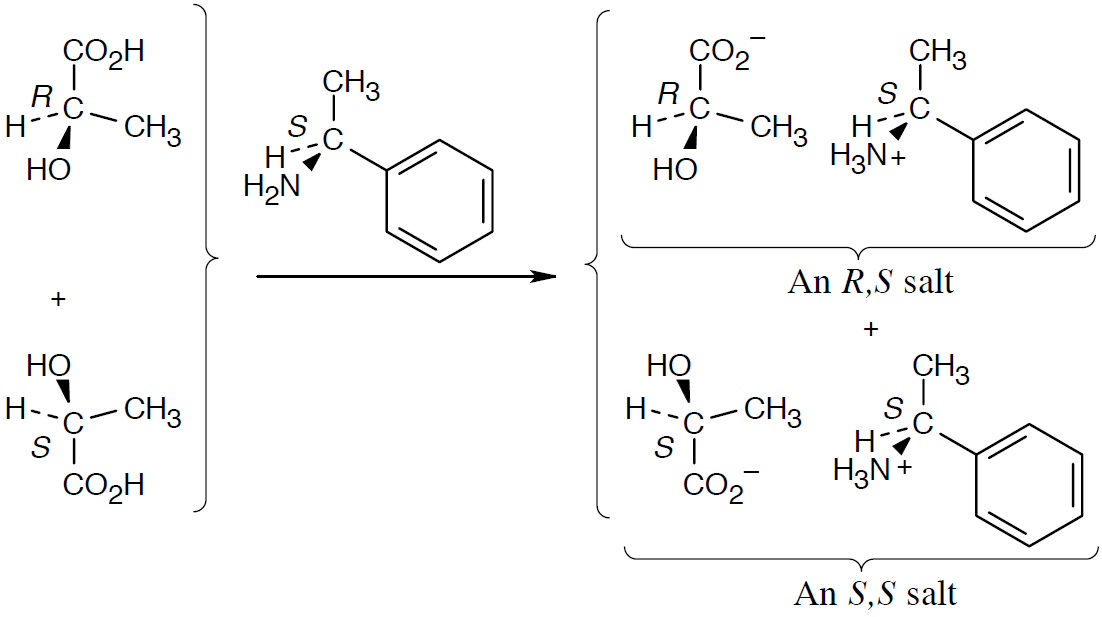 CO₂H
R
C
H
CH₃
HO
+
HO
H
C
CH₃
S
CO₂H
CH₃
S
C
H
H₂N
CO₂⁻
R
C
H
CH₃
HO
CH₃
S
C
H
H₃N+
An R,S salt
+
HO
H
C
CH₃
S
CO₂⁻
CH₃
S
C
H
H₃N+
An S,S salt